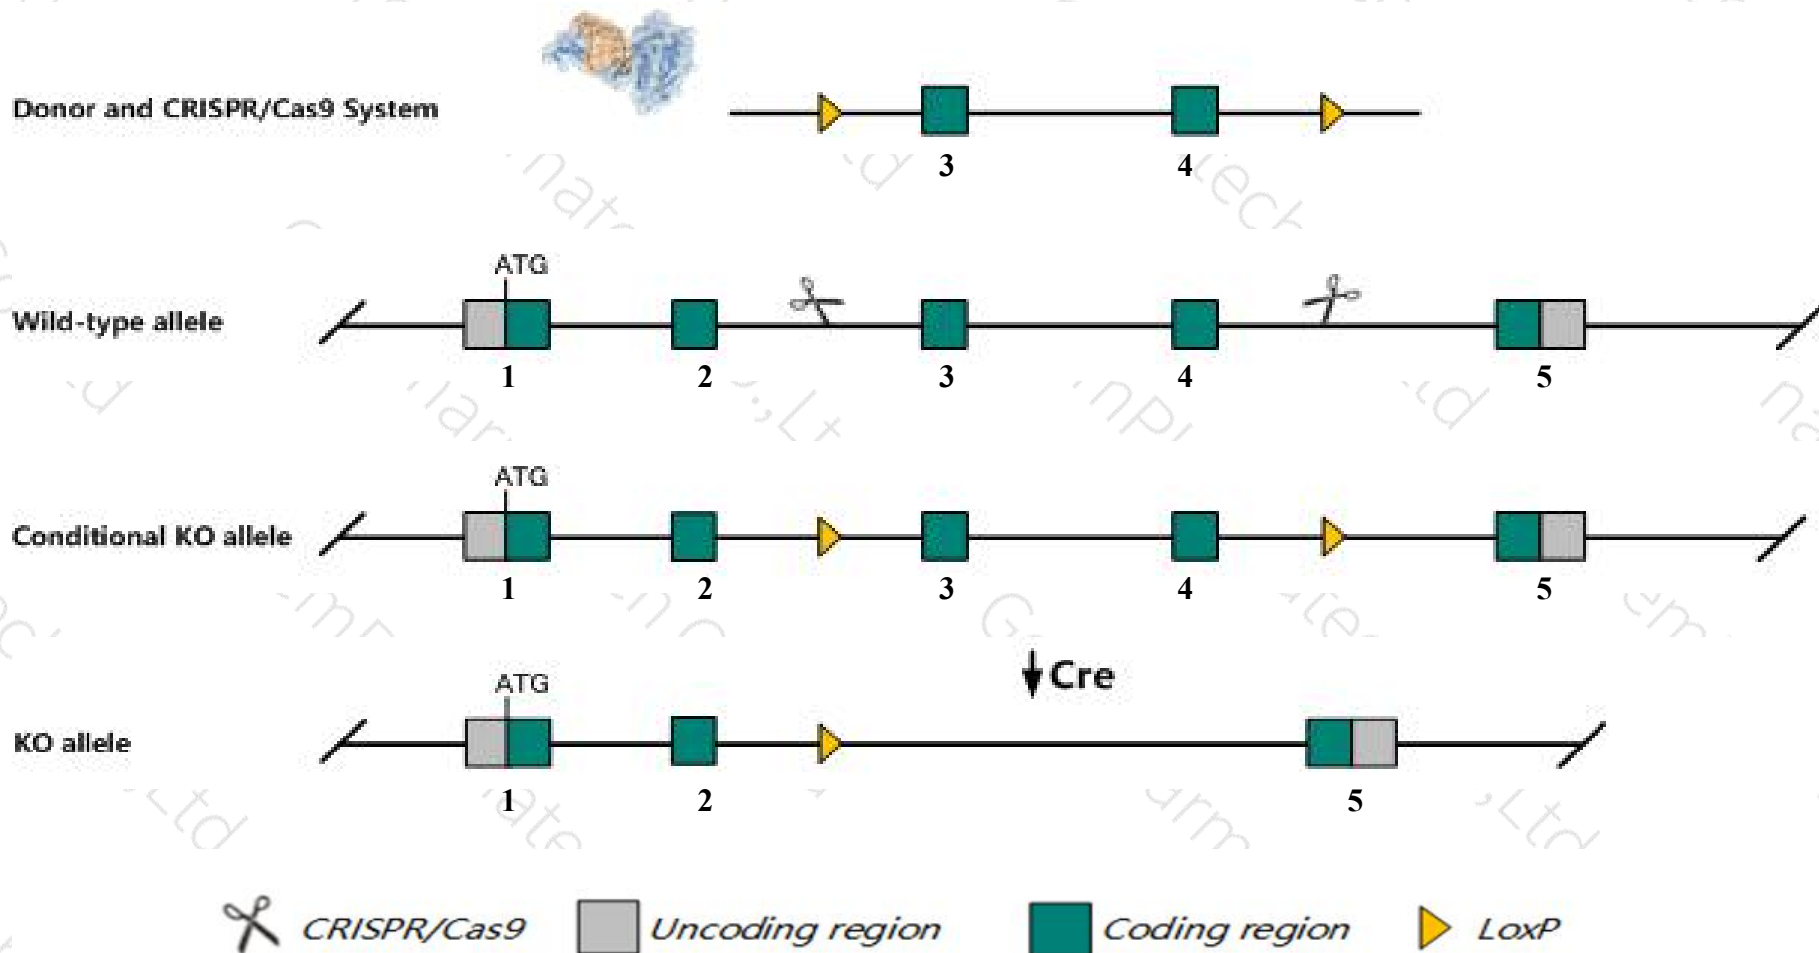 Donor and CRISPR/Cas9 System
3 4
ATG
Wild-type allele
1 2 3 4 5
ATG
Conditional KO allele
1 2 3 4 5
Cre
ATG
KO allele
1 2 5
CRISPR/Cas9 Uncoding region Coding region LoxP